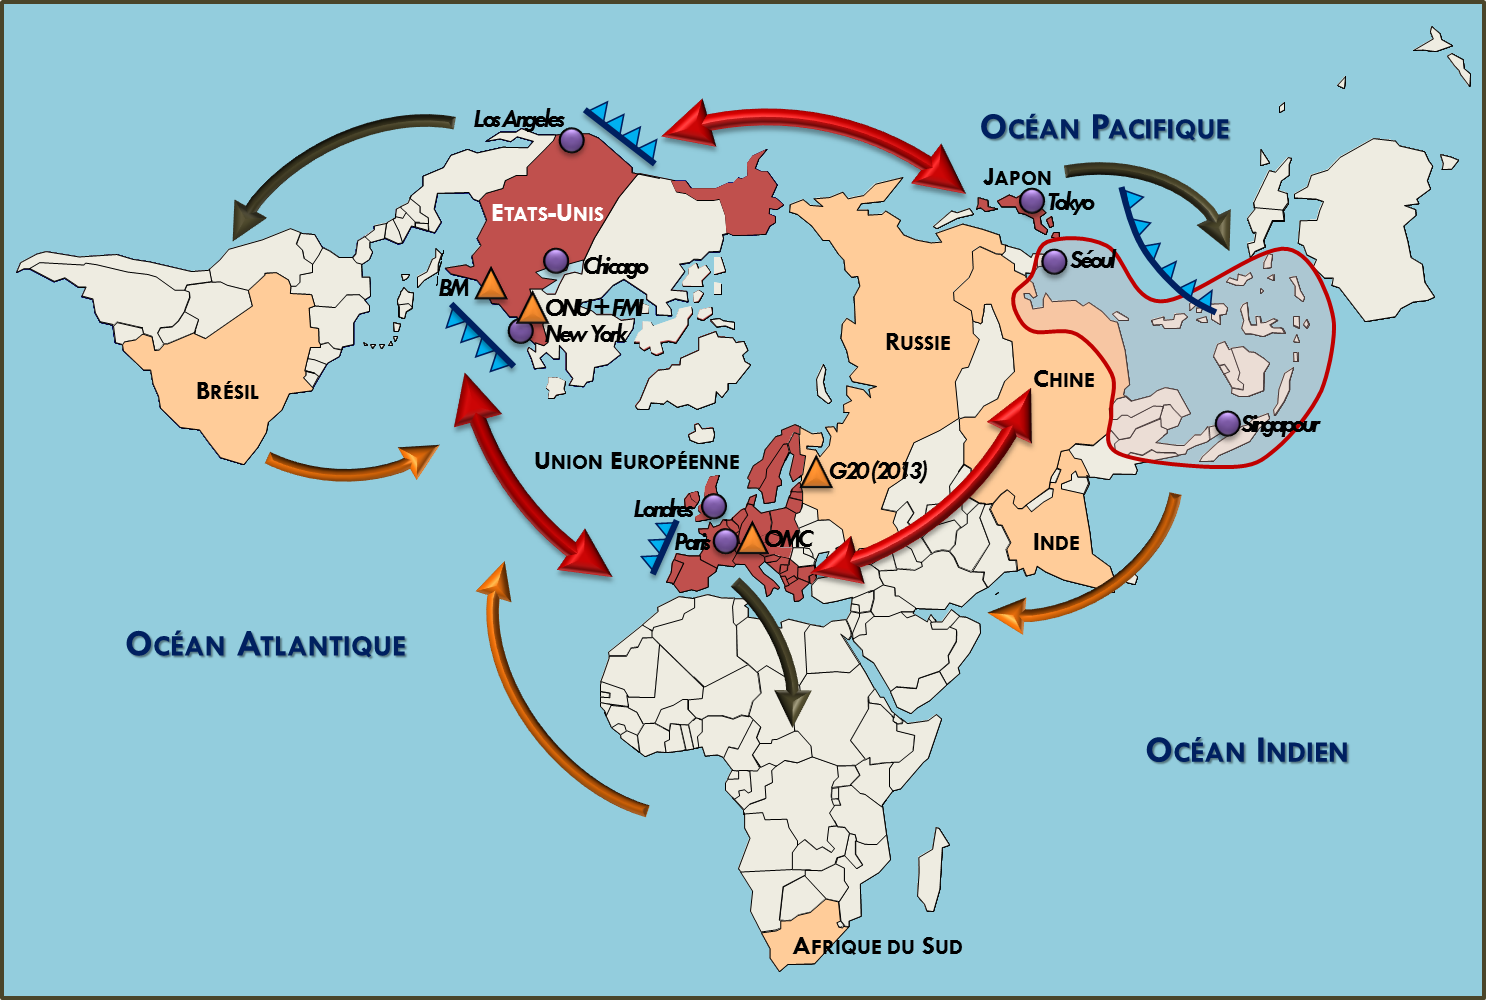 Los Angeles
OCÉAN PACIFIQUE
JAPON
Tokyo
ETATS-UNIS
Séoul
Chicago
BM
ONU + FMI
New York
RUSSIE
CHINE
BRÉSIL
Singapour
UNION EUROPÉENNE
G20 (2013)
Londres
Paris
OMC
INDE
OCÉAN ATLANTIQUE
OCÉAN INDIEN
AFRIQUE DU SUD